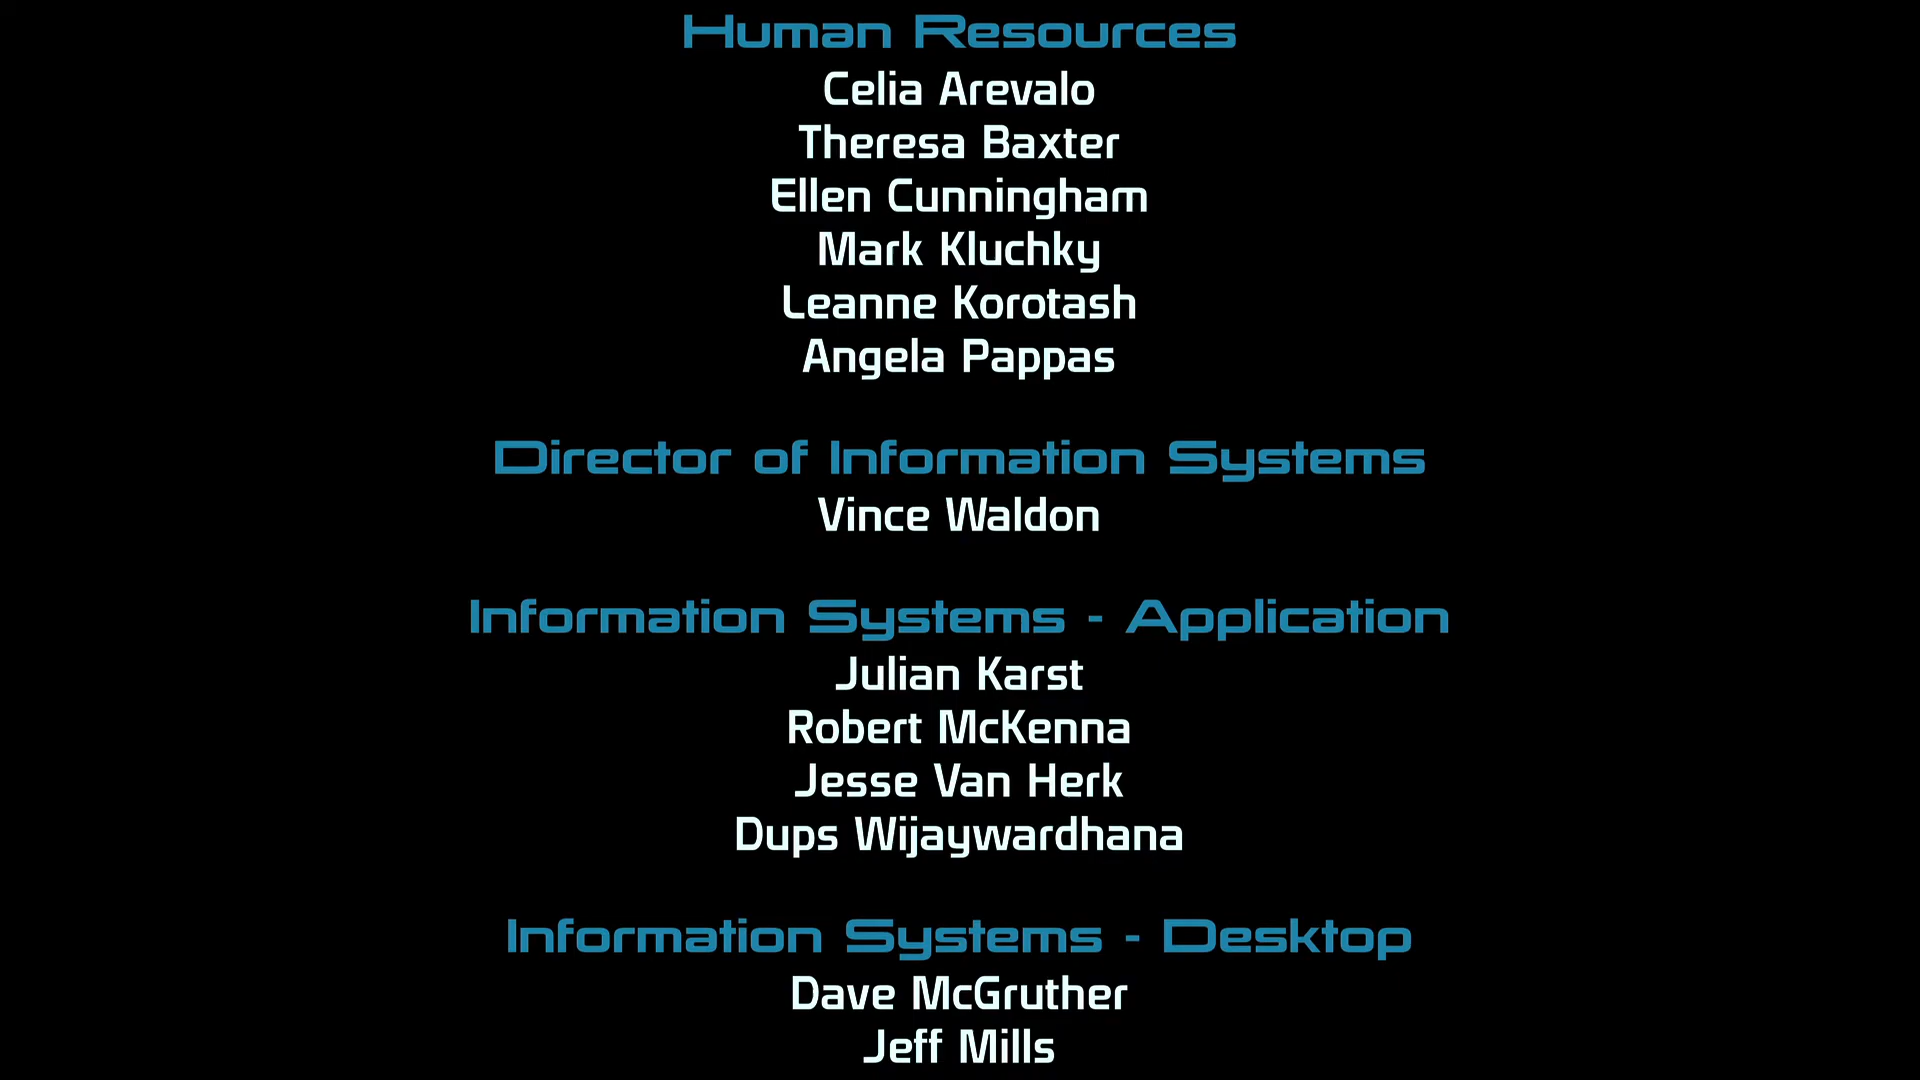 Human Resources
Celia Arevalo
Theresa Baxter
Ellen Cunningham
Mark Kluchky
Leanne Korotash
Angela Pappas
Director of Information Systems
Vince Waldon
Information Systems - Application
Julian Karst
Robert McKenna
Jesse Van Herk
Dups Wijaywardhana
Information Systems - Desktop
Dave McGruther
Jeff Mills